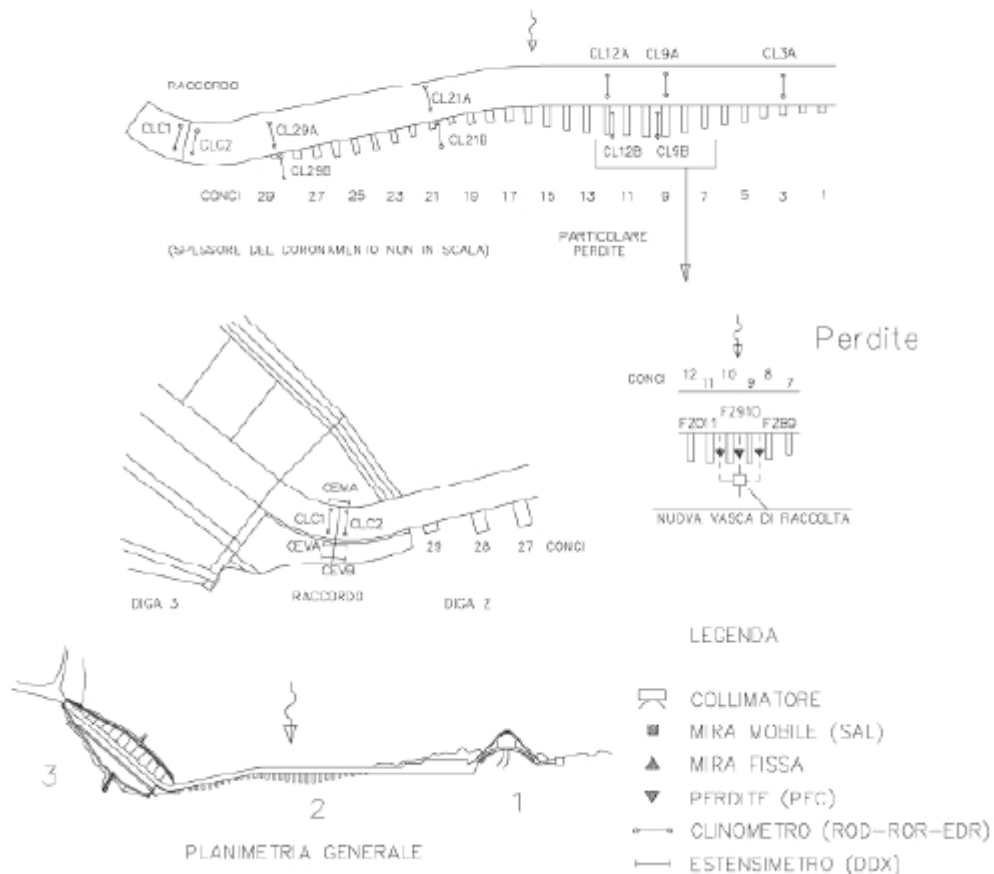 CL12A CL9A CL3A
RACCORDO
CL21A
CLC1 CLC2 CL29A
CL21B
CL29B CL12B CL9B
CONCI 29 27 25 23 21 19 17 15 13 11 9 7 5 3 1
(SPESSORE DEL CORONAMENTO NON IN SCALA)
PARTICOLARE
PERDITE
Perdite
CONCI 12 11 10 9 8 7
FZ910
FZ89
NUOVA VASCA DI RACCOLTA
CLC1 CLC2
CEVA
CEVB
29 28 27 CONCI
RACCORDO
DIGA 3 DIGA 2
LEGENDA
COLLIMATORE
MIRA MOBILE (SAL)
MIRA FISSA
PERDITE (PFC)
CLINOMETRO (ROD-ROR-EDR)
ESTENSIMETRO (DDX)
3
2
1
PLANIMETRIA GENERALE